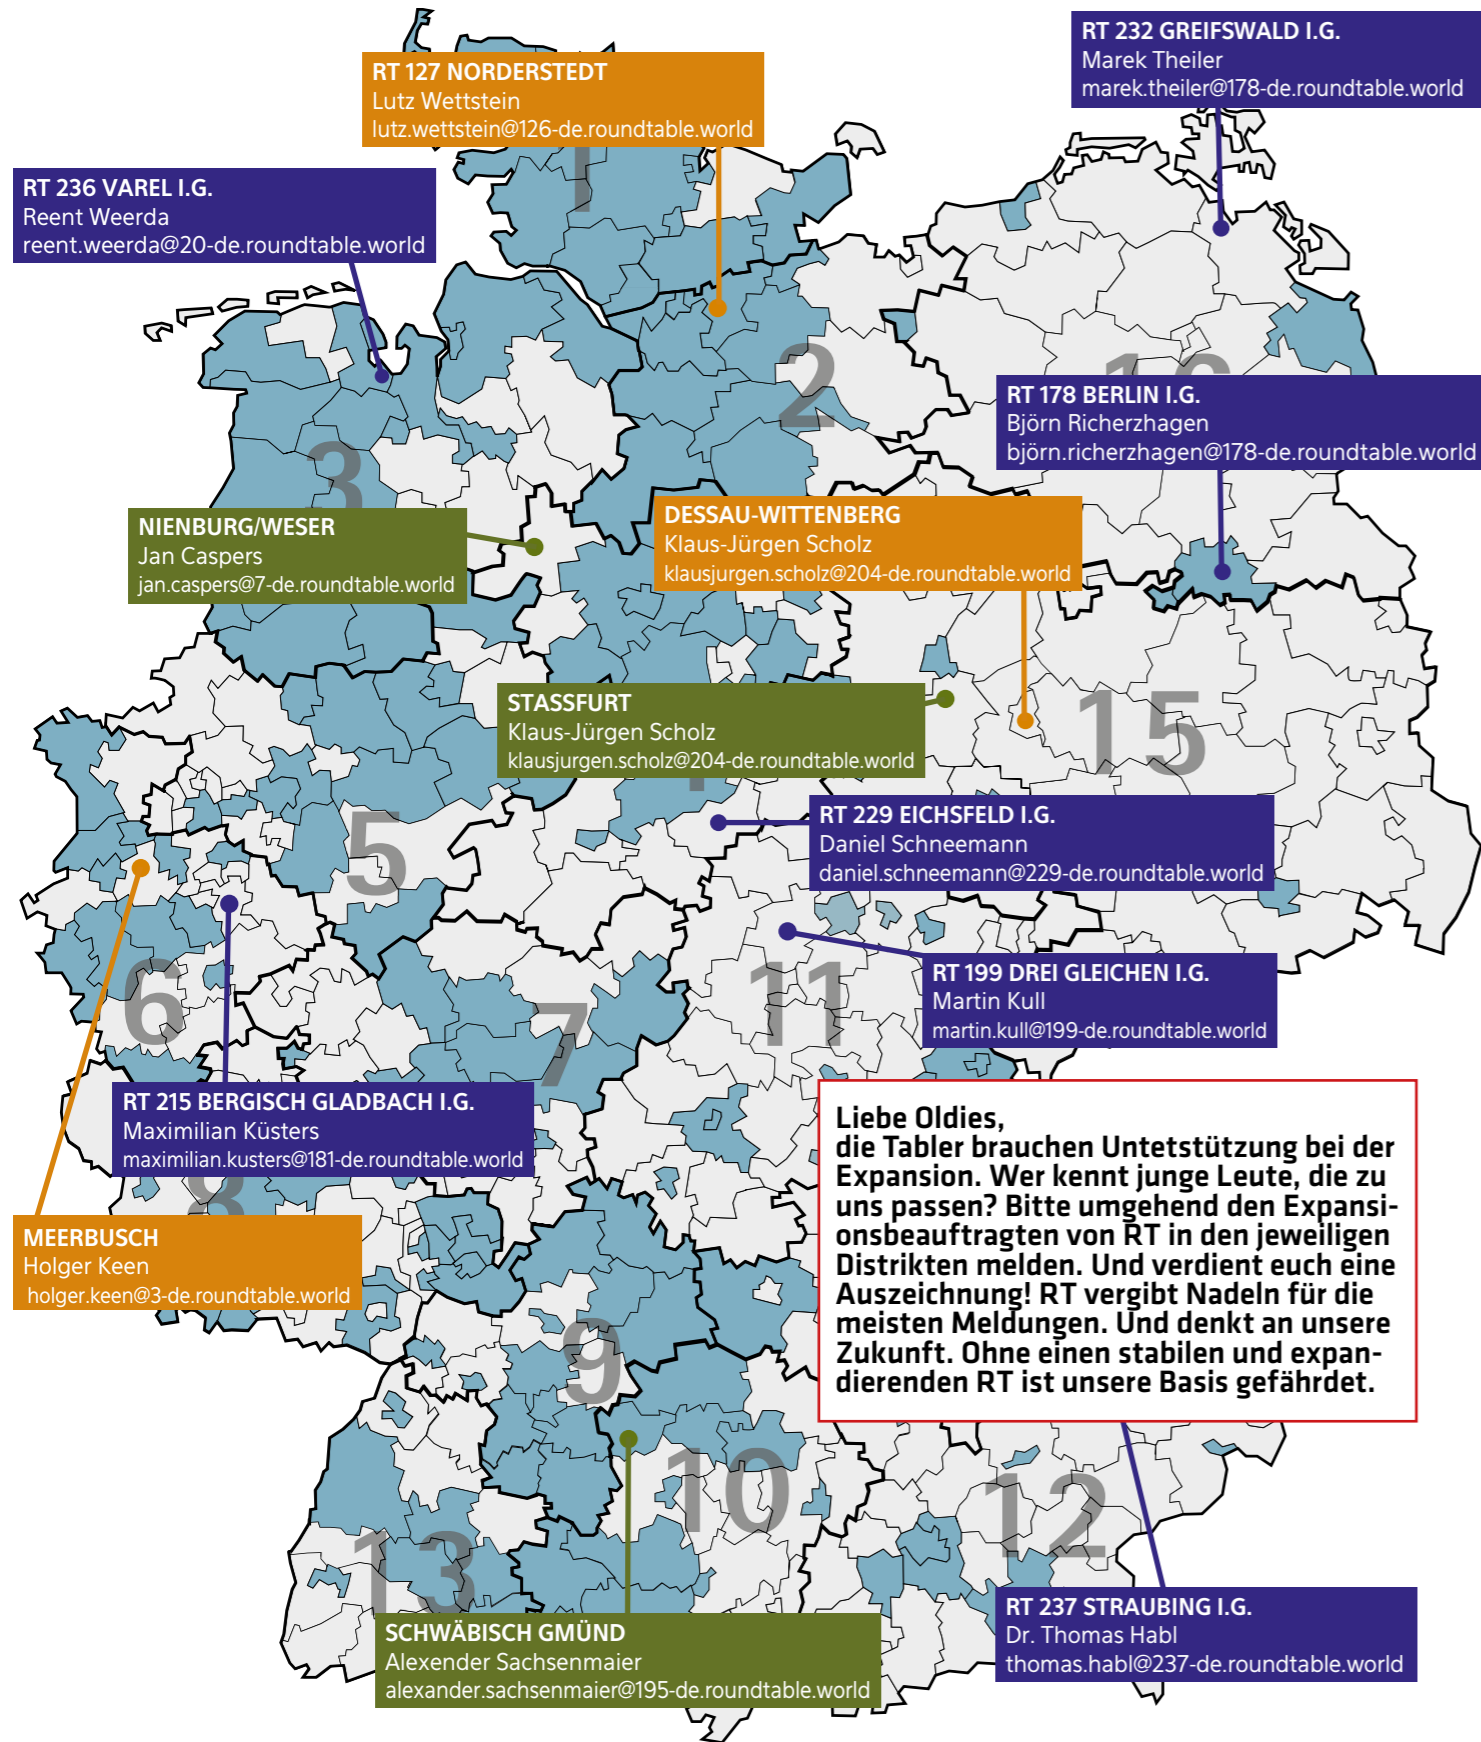 RT 232 GREIFSWALD I.G.
Marek Theiler
marek.theiler@178-de.roundtable.world
RT 127 NORDERSTEDT
Lutz Wettstein
lutz.wettstein@126-de.roundtable.world
1
RT 236 VAREL I.G.
Reent Weerda
reent.weerda@20-de.roundtable.world
2
RT 178 BERLIN I.G.
Björn Richerzhagen
björn.richerzhagen@178-de.roundtable.world
3
NIENBURG/WESER
Jan Caspers
jan.caspers@7-de.roundtable.world
DESSAU-WITTENBERG
Klaus-Jürgen Scholz
klausjurgen.scholz@204-de.roundtable.world
STASSFURT
Klaus-Jürgen Scholz
klausjurgen.scholz@204-de.roundtable.world
15
5
RT 229 EICHSFELD I.G.
Daniel Schneemann
daniel.schneemann@229-de.roundtable.world
6
7
11
RT 199 DREI GLEICHEN I.G.
Martin Kull
martin.kull@199-de.roundtable.world
RT 215 BERGISCH GLADBACH I.G.
Maximilian Küsters
maximilian.kusters@181-de.roundtable.world
8
MEERBUSCH
Holger Keen
holger.keen@3-de.roundtable.world
Liebe Oldies,
die Tabler brauchen Untetstützung bei der
Expansion. Wer kennt junge Leute, die zu
uns passen? Bitte umgehend den Expansi-
onsbeauftragten von RT in den jeweiligen
Distrikten melden. Und verdient euch eine
Auszeichnung! RT vergibt Nadeln für die
meisten Meldungen. Und denkt an unsere
Zukunft. Ohne einen stabilen und expan-
dierenden RT ist unsere Basis gefährdet.
9
10
12
13
SCHWÄBISCH GMÜND
Alexender Sachsenmaier
alexander.sachsenmaier@195-de.roundtable.world
RT 237 STRAUBING I.G.
Dr. Thomas Habl
thomas.habl@237-de.roundtable.world